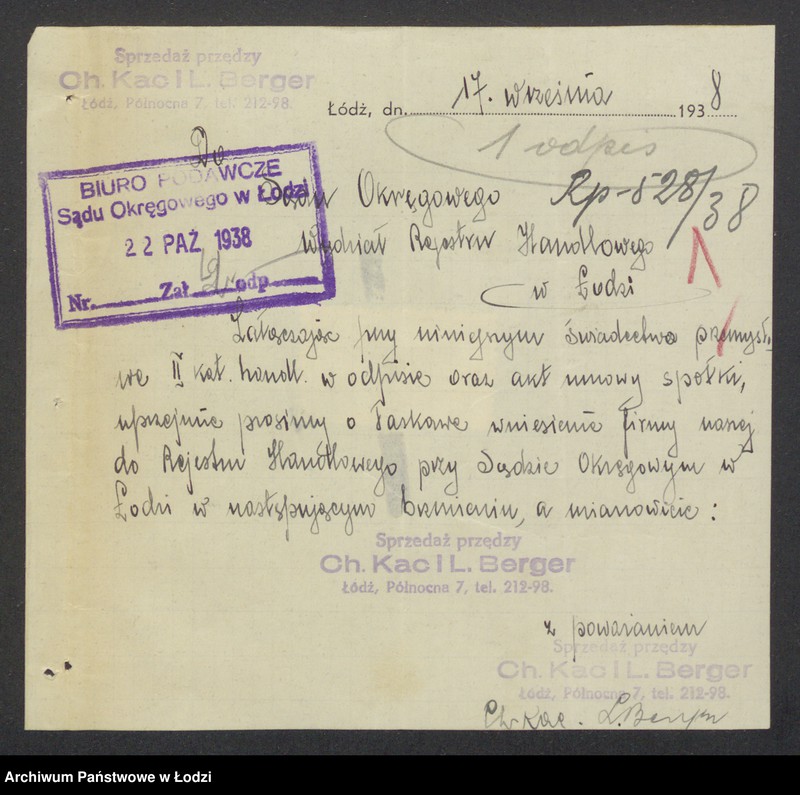 Sprzedaż przędzy
Ch. Kac i L. Berger
Łódź, Północna 7, tel. 212-98.
Łódź, dn. 17. września 1938
1 odpis
Do
Sądu Okręgowego
Rp-528/38
Wydział Rejestru Handlowego
w Łodzi
BIURO PODAWCZE
Sądu Okręgowego w Łodzi
22 PAŹ 1938
Nr. Zał. 2 odp.
Załączając przy niniejszym świadectwo przemysło-
we II kat. handl. w odpisie oraz akt umowy spółki,
uprzejmie prosimy o łaskawe wniesienie firmy naszej
do Rejestru Handlowego przy Sądzie Okręgowym w
Łodzi w następującym brzmieniu, a mianowicie:
Sprzedaż przędzy
Ch. Kac i L. Berger
Łódź, Północna 7, tel. 212-98.
z poważaniem
Sprzedaż przędzy
Ch. Kac i L. Berger
Łódź, Północna 7, tel. 212-98.
Ch. Kac. L. Berger
Archiwum Państwowe w Łodzi